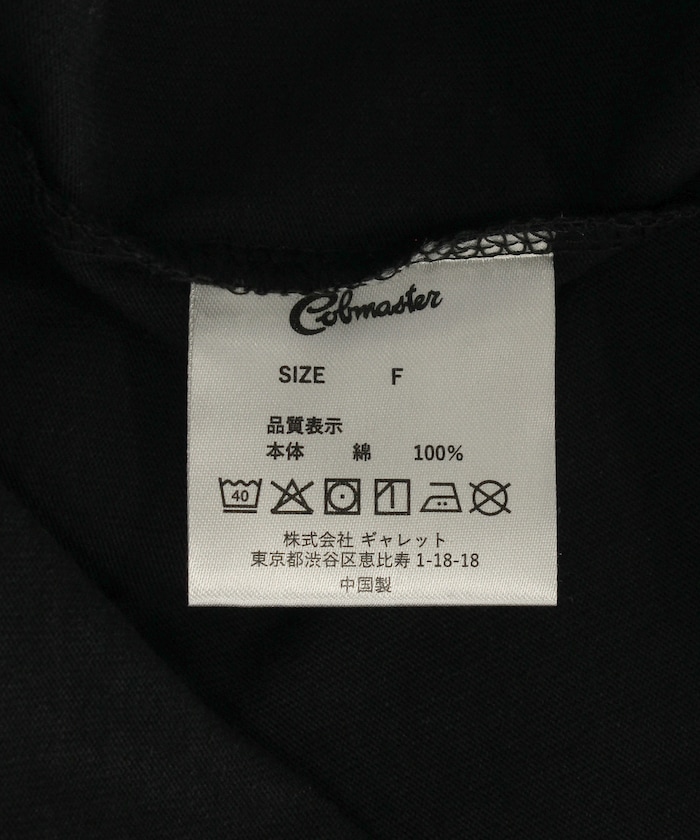 Cobmaster
SIZE F
品質表示
本体 綿 100%
40
株式会社 ギャレット
東京都渋谷区恵比寿 1-18-18
中国製